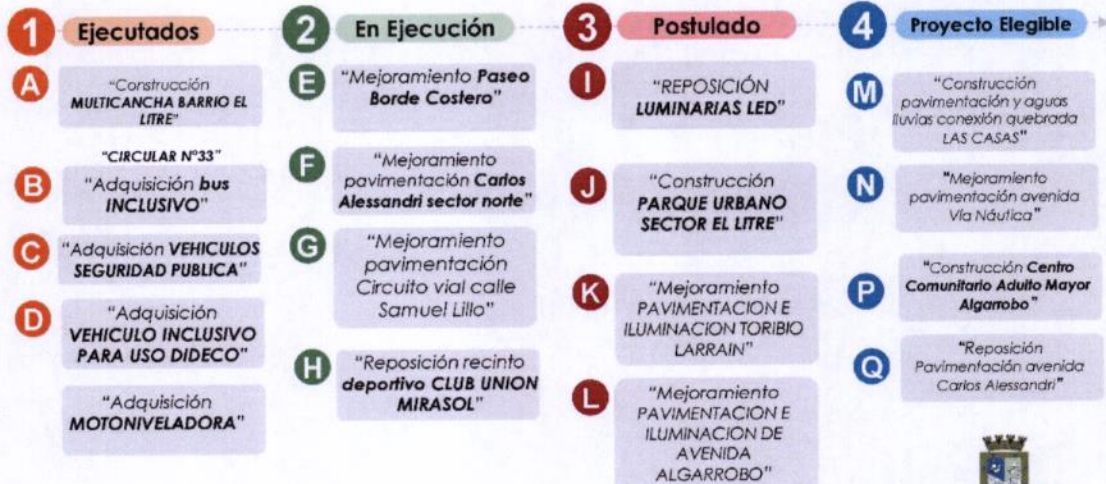 1 Ejecutados
A
"Construcción
MULTICANCHA BARRIO EL
LITRE"
"CIRCULAR N°33"
B
"Adquisición bus
INCLUSIVO"
C
"Adquisición VEHICULOS
SEGURIDAD PUBLICA"
D
"Adquisición
VEHICULO INCLUSIVO
PARA USO DIDECO"
"Adquisición
MOTONIVELADORA"
2 En Ejecución
E
"Mejoramiento Paseo
Borde Costero"
F
"Mejoramiento
pavimentación Carlos
Alessandri sector norte"
G
"Mejoramiento
pavimentación
Circuito vial calle
Samuel Lillo"
H
"Reposición recinto
deportivo CLUB UNION
MIRASOL"
3 Postulado
I
"REPOSICIÓN
LUMINARIAS LED"
J
"Construcción
PARQUE URBANO
SECTOR EL LITRE"
K
"Mejoramiento
PAVIMENTACION E
ILUMINACION TORIBIO
LARRAIN"
L
"Mejoramiento
PAVIMENTACION E
ILUMINACION DE
AVENIDA
ALGARROBO"
4 Proyecto Elegible
M
"Construcción
pavimentación y aguas
lluvias conexión quebrada
LAS CASAS"
N
"Mejoramiento
pavimentación avenida
Vía Náutica"
P
"Construcción Centro
Comunitario Adulto Mayor
Algarrobo"
Q
"Reposición
Pavimentación avenida
Carlos Alessandri"